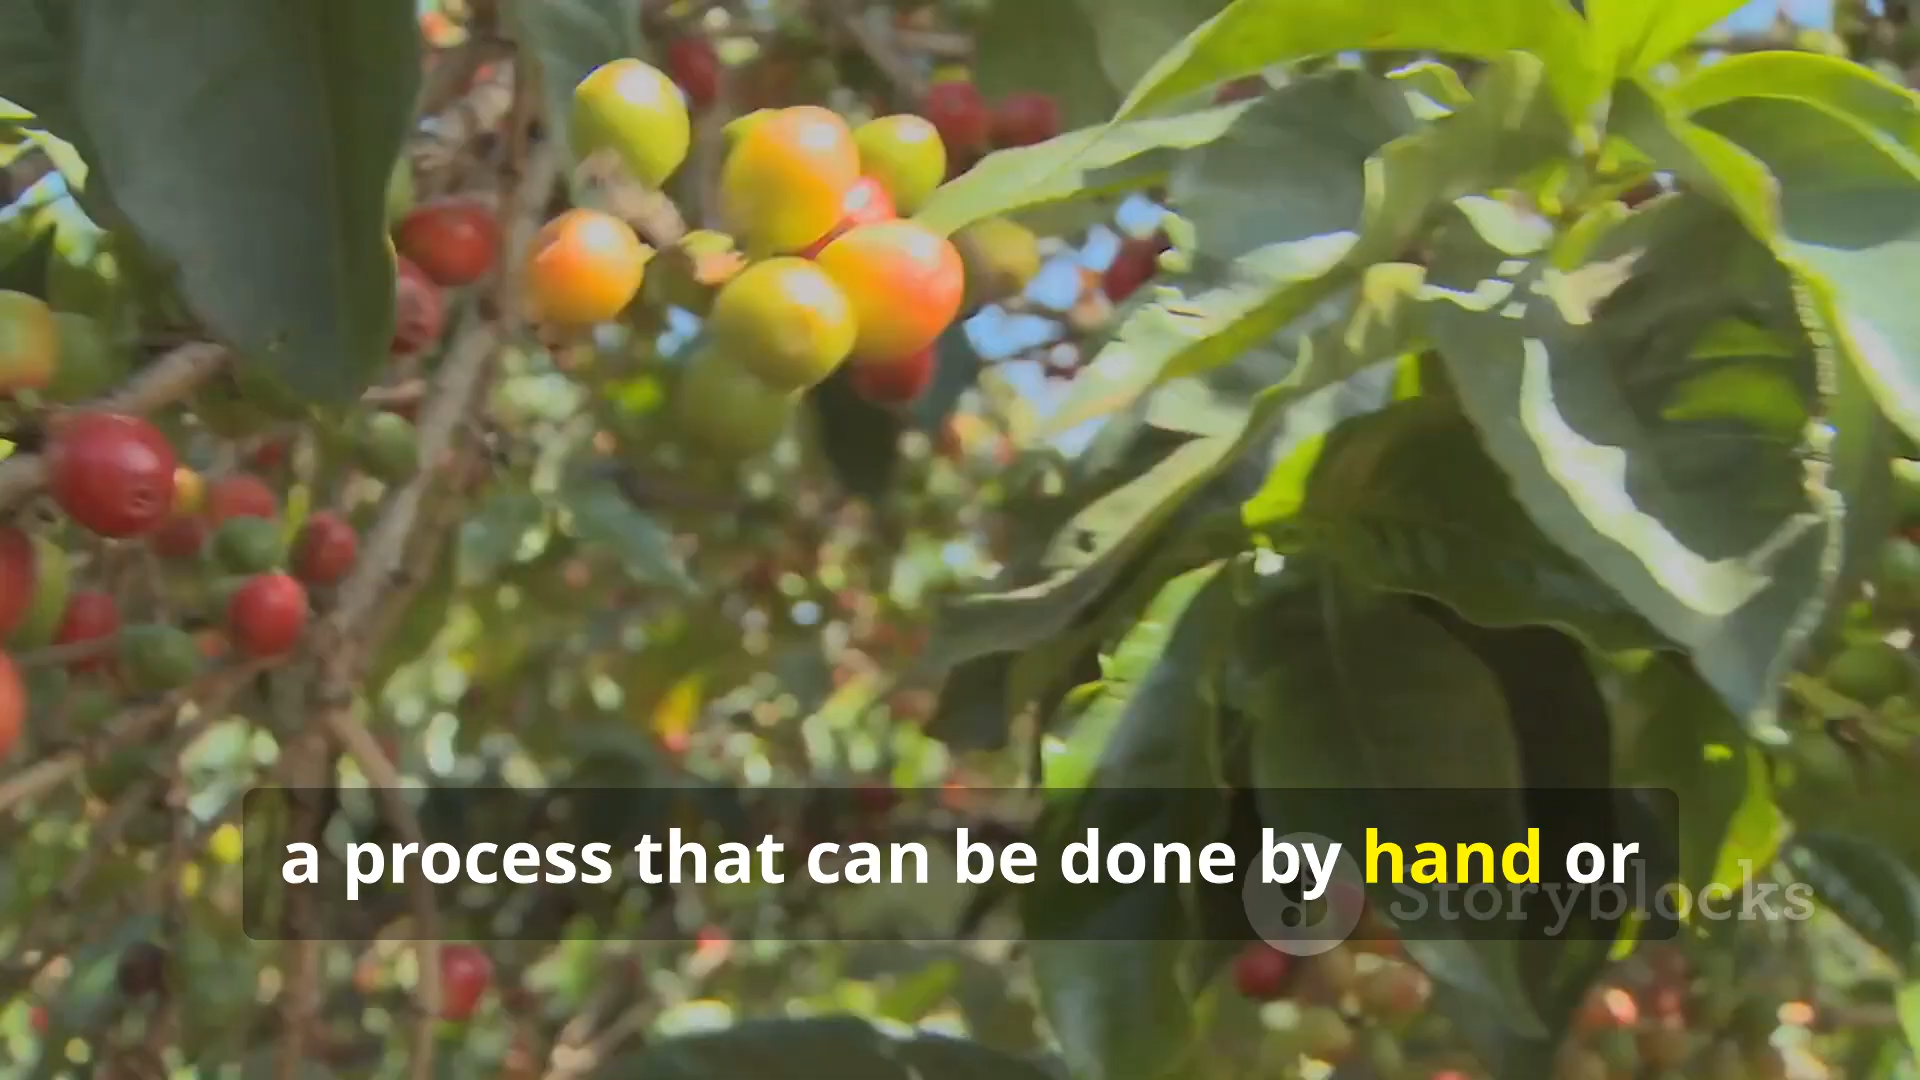 a process that can be done by hand or
Storyblocks